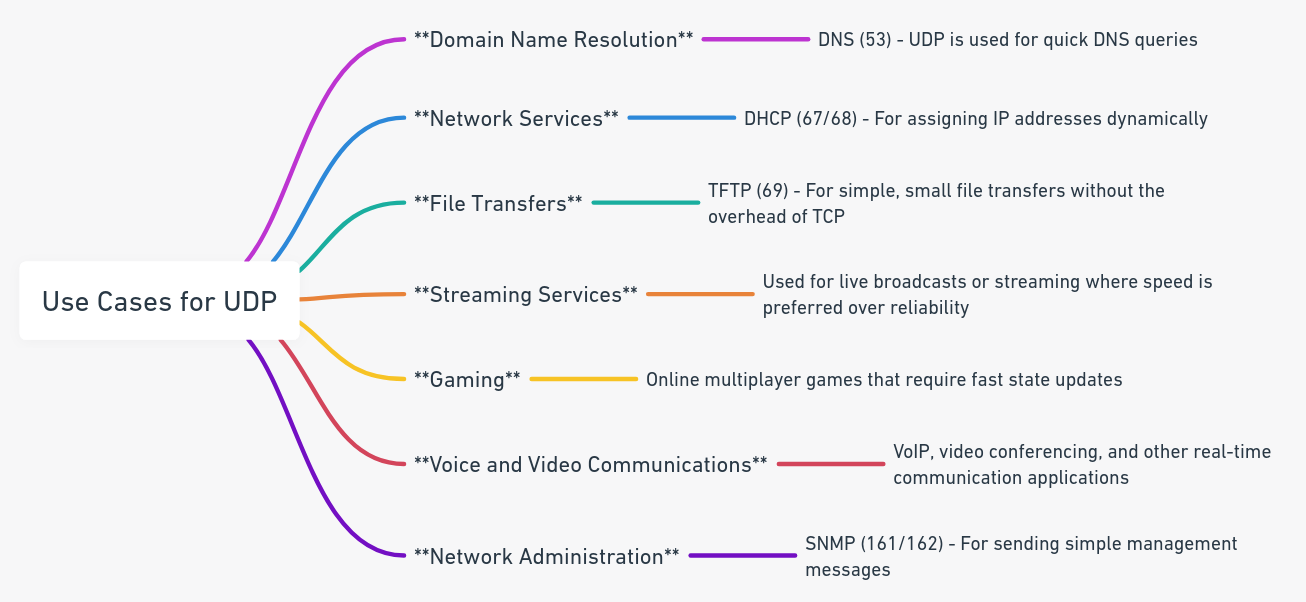 Use Cases for UDP
**Domain Name Resolution**
DNS (53) - UDP is used for quick DNS queries
**Network Services**
DHCP (67/68) - For assigning IP addresses dynamically
**File Transfers**
TFTP (69) - For simple, small file transfers without the
overhead of TCP
**Streaming Services**
Used for live broadcasts or streaming where speed is
preferred over reliability
**Gaming**
Online multiplayer games that require fast state updates
**Voice and Video Communications**
VoIP, video conferencing, and other real-time
communication applications
**Network Administration**
SNMP (161/162) - For sending simple management
messages